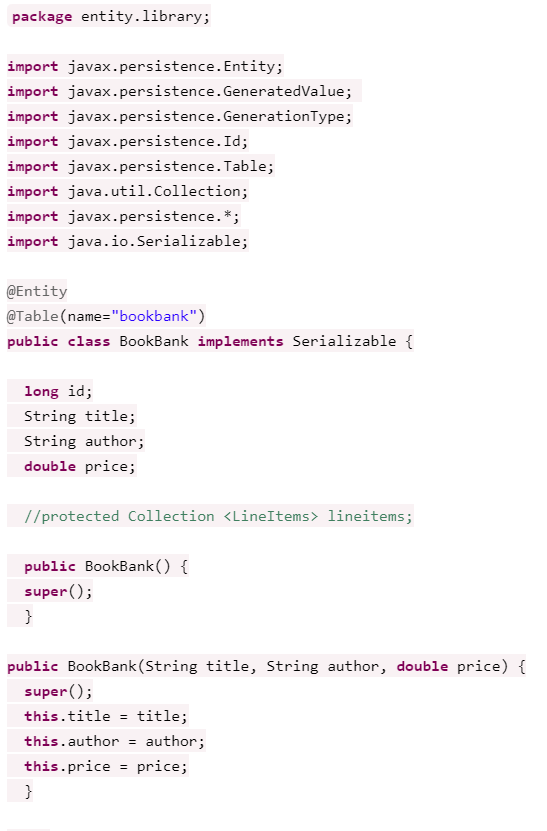 package entity.library;
import javax.persistence.Entity;
import javax.persistence.GeneratedValue;
import javax.persistence.GenerationType;
import javax.persistence.Id;
import javax.persistence.Table;
import java.util.Collection;
import javax.persistence.*;
import java.io.Serializable;
@Entity
@Table(name="bookbank")
public class BookBank implements Serializable {
long id;
String title;
String author;
double price;
//protected Collection <LineItems> lineitems;
public BookBank() {
super();
}
public BookBank(String title, String author, double price) {
super();
this.title = title;
this.author = author;
this.price = price;
}